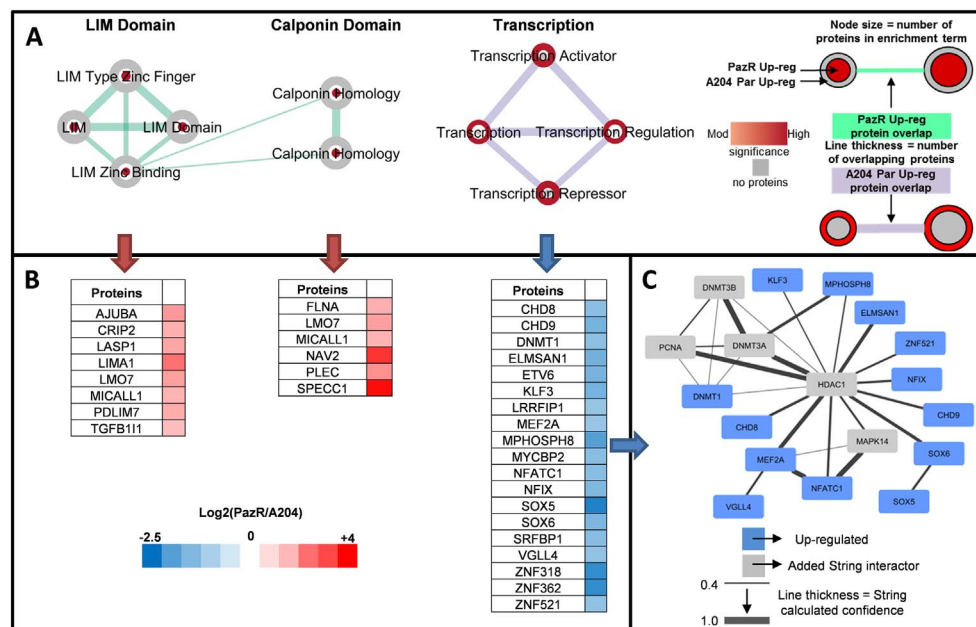 A
LIM Domain
Calponin Domain
Transcription
LIM Type Zinc Finger
LIM
LIM Domain
LIM Zinc Binding
Calponin Homology
Calponin Homology
Transcription Activator
Transcription
Transcription Regulation
Transcription Repressor
Node size = number of
proteins in enrichment term
PazR Up-reg
A204 Par Up-reg
PazR Up-reg
protein overlap
Line thickness = number
of overlapping proteins
A204 Par Up-reg
protein overlap
Mod
High
significance
no proteins
B
Proteins
AJUBA
CRIP2
LASP1
LIMA1
LMO7
MICALL1
PDLIM7
TGFB1I1
Proteins
FLNA
LMO7
MICALL1
NAV2
PLEC
SPECC1
Proteins
CHD8
CHD9
DNMT1
ELMSAN1
ETV6
KLF3
LRRFIP1
MEF2A
MPHOSPH8
MYCBP2
NFATC1
NFIX
SOX5
SOX6
SRFBP1
VGLL4
ZNF318
ZNF362
ZNF521
Log2(PazR/A204)
-2.5
0
+4
C
DNMT3B
KLF3
MPHOSPH8
ELMSAN1
PCNA
DNMT3A
ZNF521
DNMT1
HDAC1
NFIX
CHD8
CHD9
MAPK14
MEF2A
SOX6
NFATC1
VGLL4
SOX5
Up-regulated
Added String interactor
0.4
Line thickness = String
calculated confidence
1.0